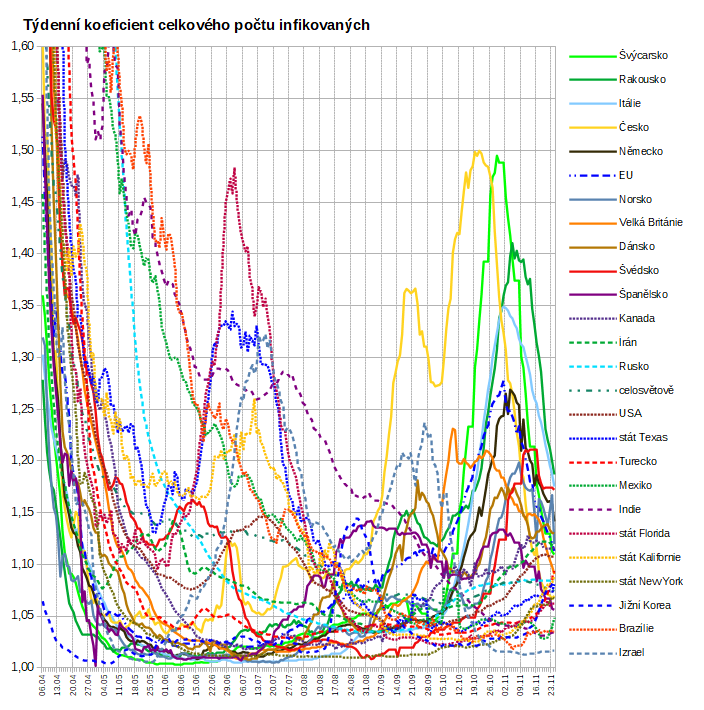 Týdenní koeficient celkového počtu infikovaných
1,60
1,55
1,50
1,45
1,40
1,35
1,30
1,25
1,20
1,15
1,10
1,05
1,00
06.04
13.04
20.04
27.04
04.05
11.05
18.05
25.05
01.06
08.06
15.06
22.06
29.06
06.07
13.07
20.07
27.07
03.08
10.08
17.08
24.08
31.08
07.09
14.09
21.09
28.09
05.10
12.10
19.10
26.10
02.11
09.11
16.11
23.11
Švýcarsko
Rakousko
Itálie
Česko
Německo
EU
Norsko
Velká Británie
Dánsko
Švédsko
Španělsko
Kanada
Írán
Rusko
celosvětově
USA
stát Texas
Turecko
Mexiko
Indie
stát Florida
stát Kalifornie
stát NewYork
Jižní Korea
Brazílie
Izrael